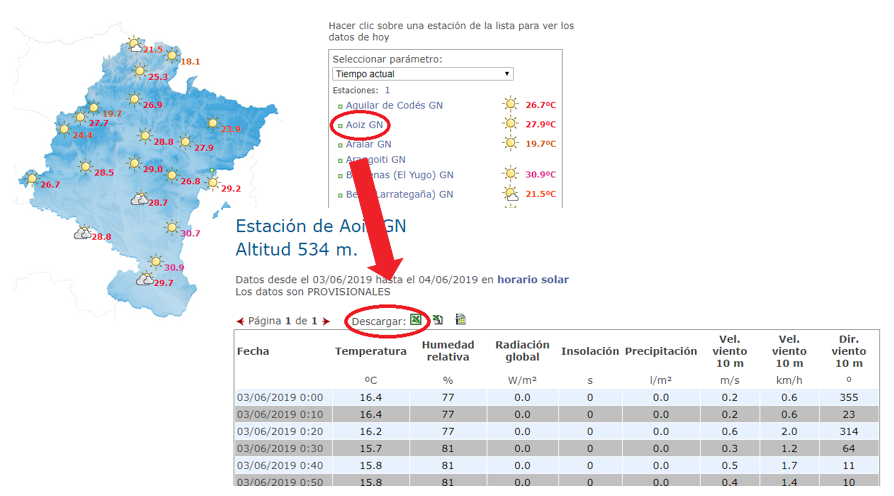 Hacer clic sobre una estación de la lista para ver los
datos de hoy
Seleccionar parámetro:
Tiempo actual
Estaciones: 1
Aguilar de Codés GN 26.7ºC
Aoiz GN 27.9ºC
Aralar GN 19.7ºC
GN
(El Yugo) GN 30.9ºC
GN 21.5ºC
21.5
18.1
25.3
26.9
19.7
27.7
24.4
23.9
28.8
27.9
28.5
29.0
26.8
26.7
29.2
28.7
30.7
28.8
30.9
29.7
Estación de Aoiz GN
Altitud 534 m.
Datos desde el 03/06/2019 hasta el 04/06/2019 en horario solar
Los datos son PROVISIONALES
Página 1 de 1 Descargar:
Fecha Temperatura Humedad relativa Radiación global Insolación Precipitación Vel. viento 10 m Vel. viento 10 m Dir. viento 10 m
ºC % W/m² s l/m² m/s km/h º
03/06/2019 0:00 16.4 77 0.0 0 0.0 0.2 0.6 355
03/06/2019 0:10 16.4 77 0.0 0 0.0 0.2 0.6 23
03/06/2019 0:20 16.2 77 0.0 0 0.0 0.6 2.0 314
03/06/2019 0:30 15.7 81 0.0 0 0.0 0.3 1.2 64
03/06/2019 0:40 15.8 81 0.0 0 0.0 0.5 1.7 11
03/06/2019 0:50 15.8 81 0.0 0 0.0 0.4 1.4 10